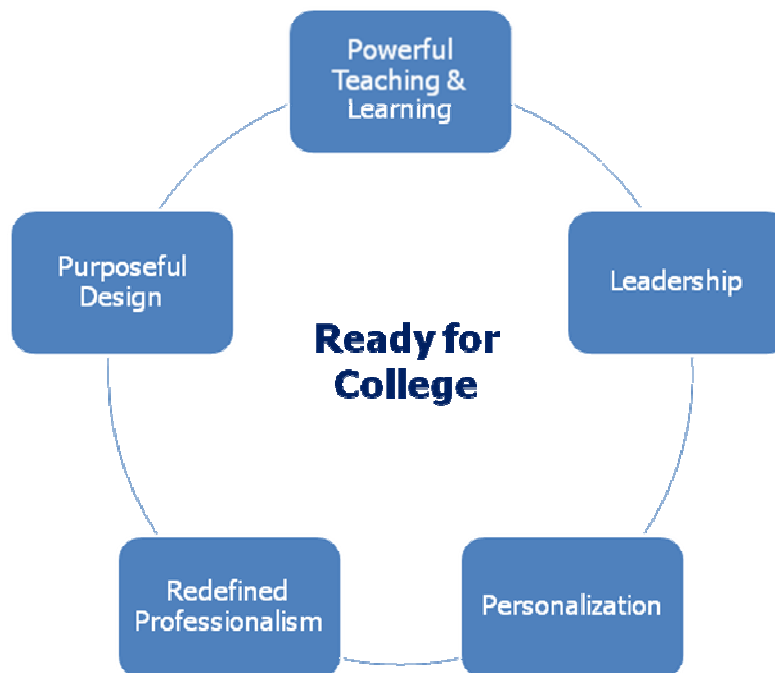 Powerful
Teaching &
Learning
Purposeful
Design
Leadership
Ready for
College
Redefined
Professionalism
Personalization